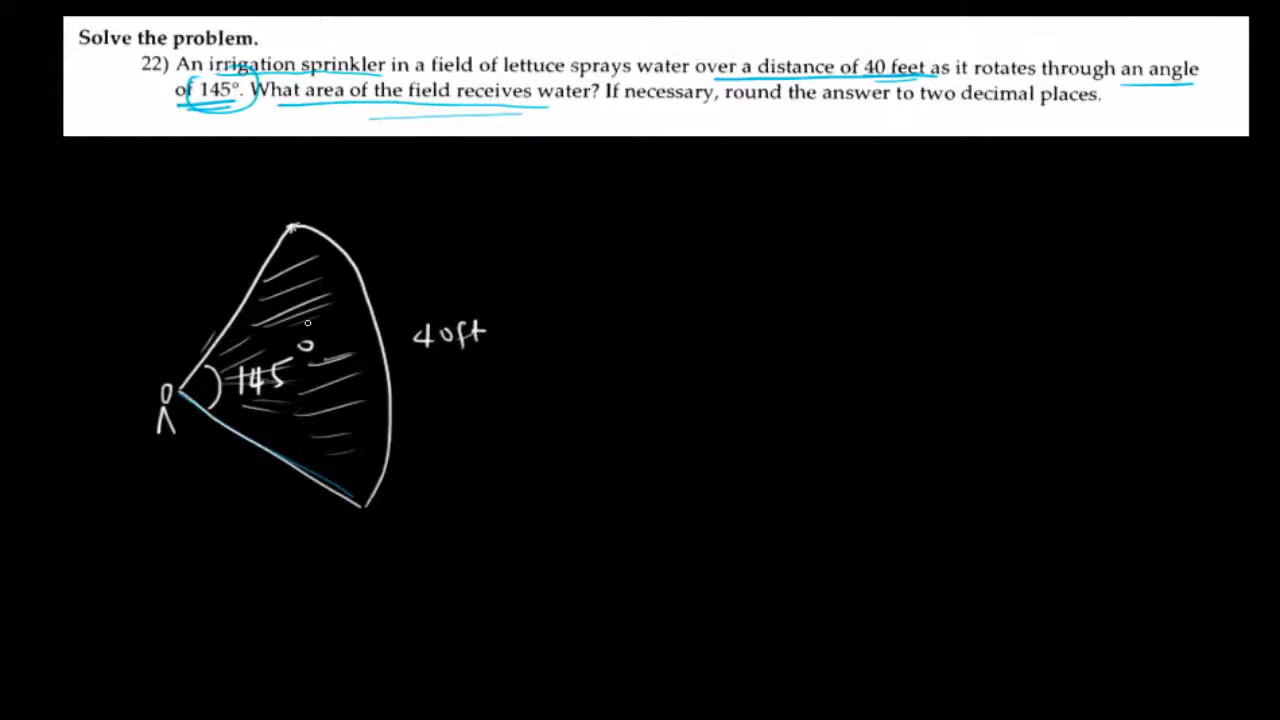 Solve the problem.
22) An irrigation sprinkler in a field of lettuce sprays water over a distance of 40 feet as it rotates through an angle
of 145°. What area of the field receives water? If necessary, round the answer to two decimal places.
40ft
145°